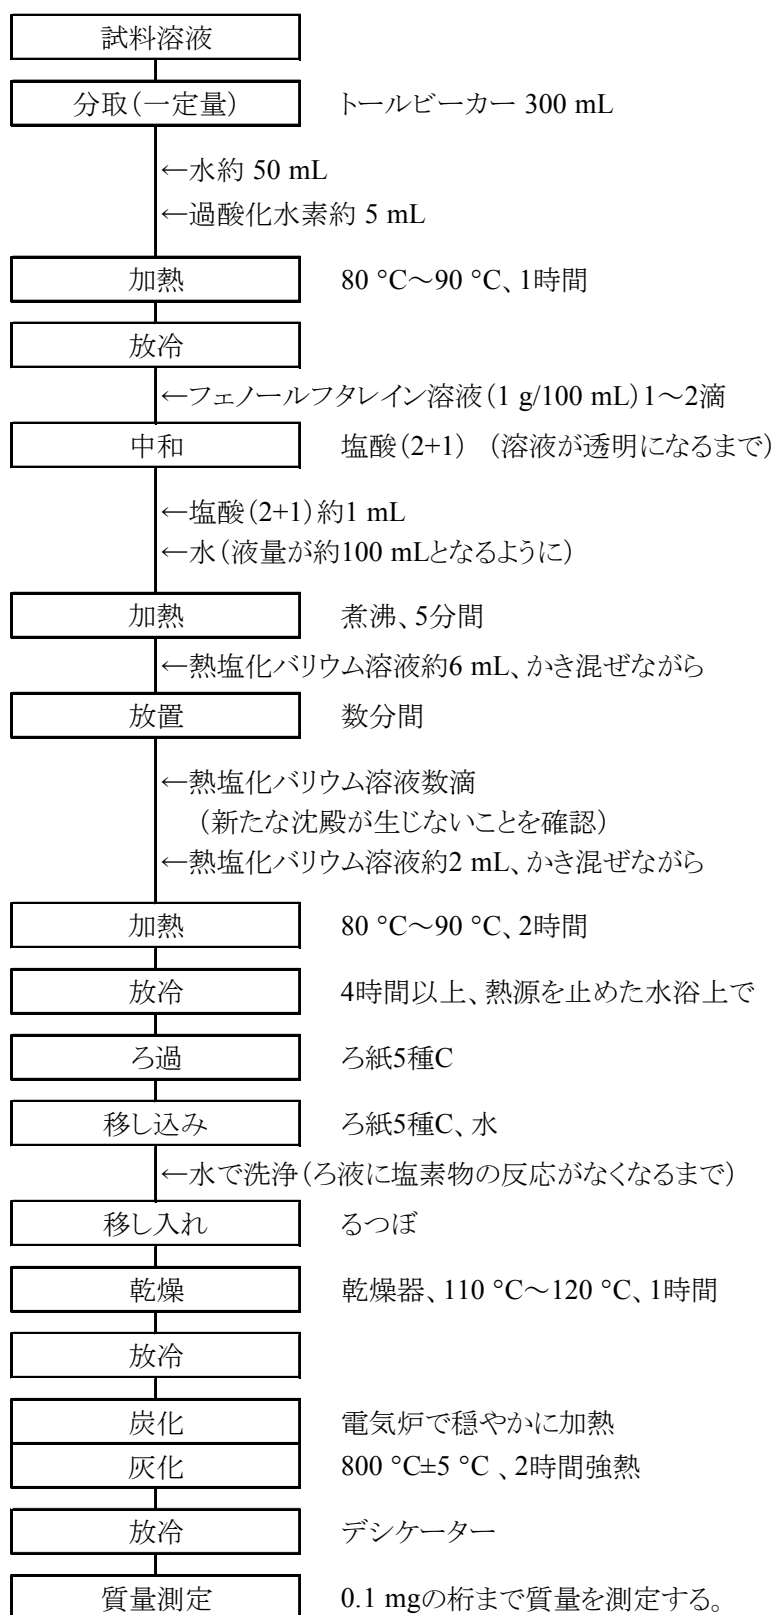 試料溶液
分取(一定量) トールビーカー 300 mL
←水約 50 mL
←過酸化水素約 5 mL
加熱 80 °C~90 °C、1時間
放冷
←フェノールフタレイン溶液(1 g/100 mL)1~2滴
中和 塩酸(2+1) (溶液が透明になるまで)
←塩酸(2+1)約1 mL
←水(液量が約100 mLとなるように)
加熱 煮沸、5分間
←熱塩化バリウム溶液約6 mL、かき混ぜながら
放置 数分間
←熱塩化バリウム溶液数滴
(新たな沈殿が生じないことを確認)
←熱塩化バリウム溶液約2 mL、かき混ぜながら
加熱 80 °C~90 °C、2時間
放冷 4時間以上、熱源を止めた水浴上で
ろ過 ろ紙5種C
移し込み ろ紙5種C、水
←水で洗浄(ろ液に塩素物の反応がなくなるまで)
移し入れ るつぼ
乾燥 乾燥器、110 °C~120 °C、1時間
放冷
炭化 電気炉で穏やかに加熱
灰化 800 °C±5 °C 、2時間強熱
放冷 デシケーター
質量測定 0.1 mgの桁まで質量を測定する。